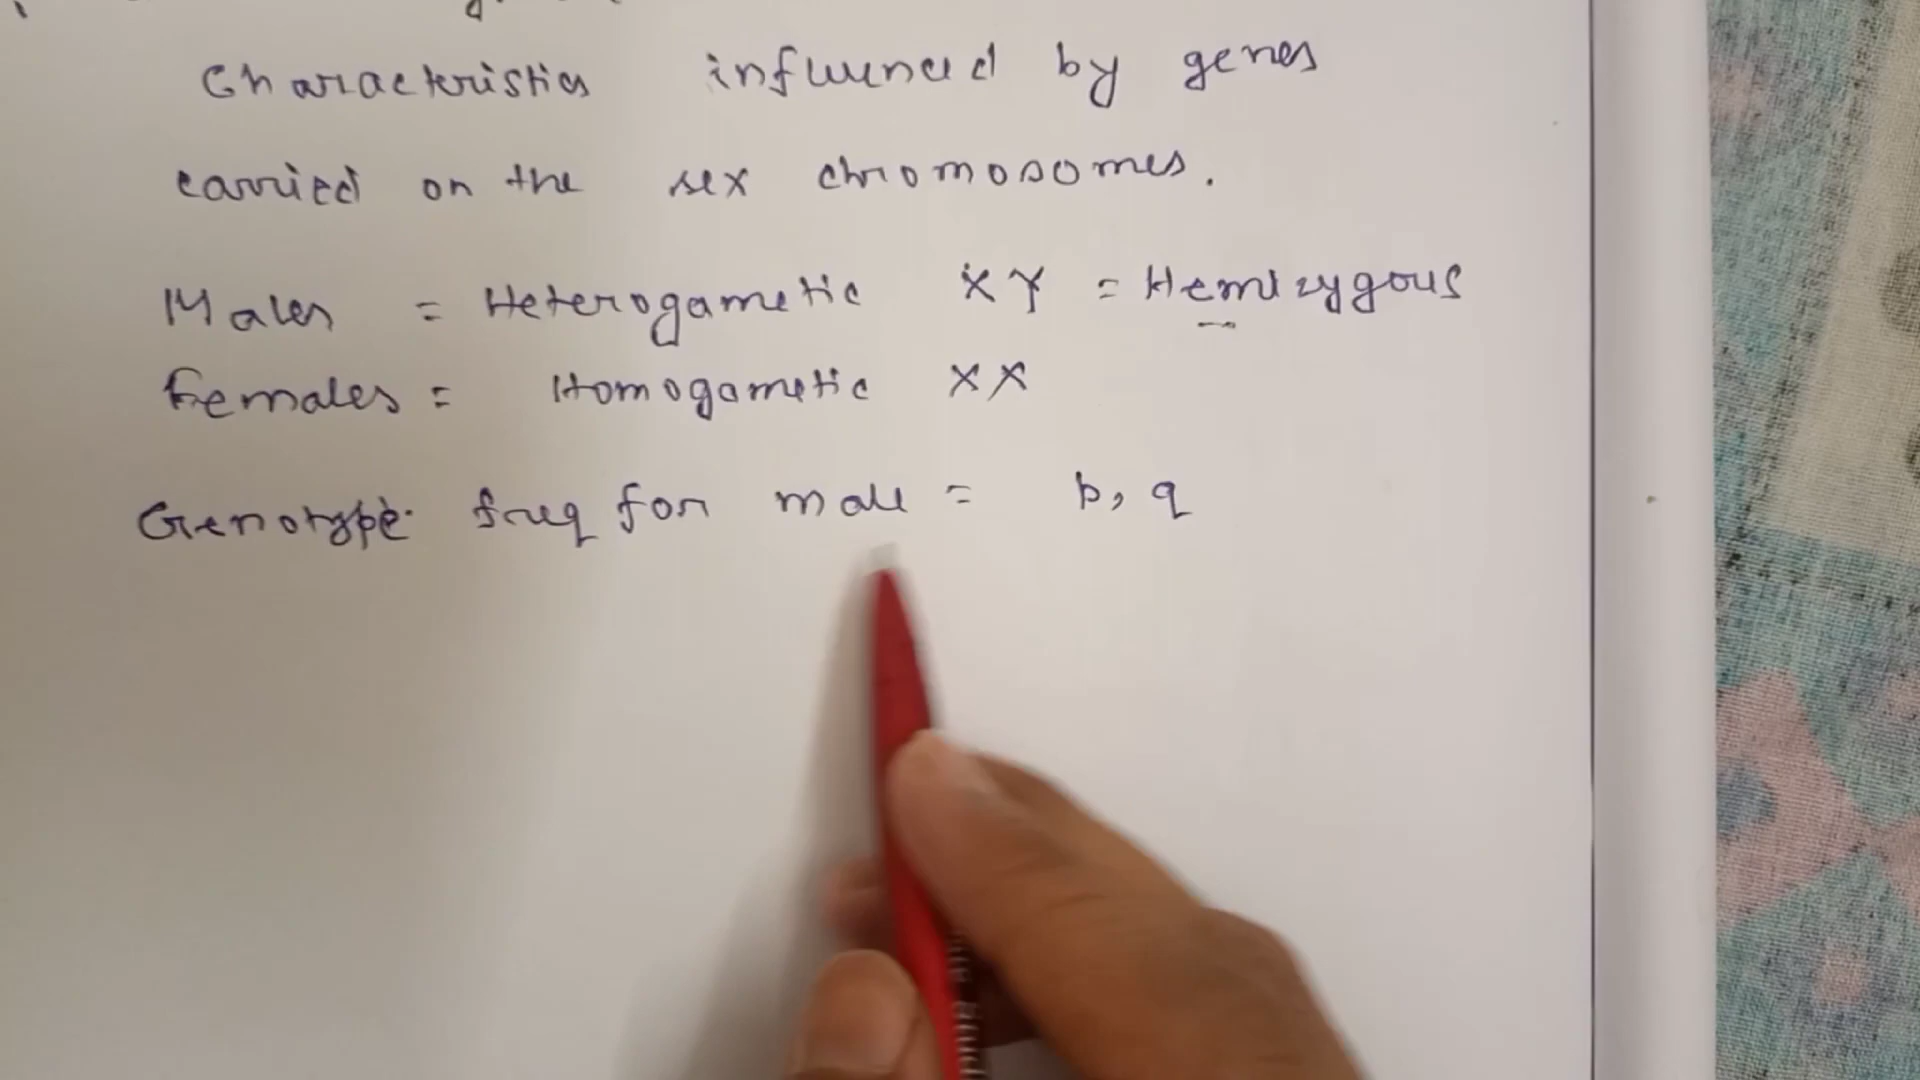 Characteristics influenced by genes
carried on the sex chromosomes.
Males = Heterogametic XY = Hemizygous
Females = Homogametic XX
Genotype freq for male = p, q